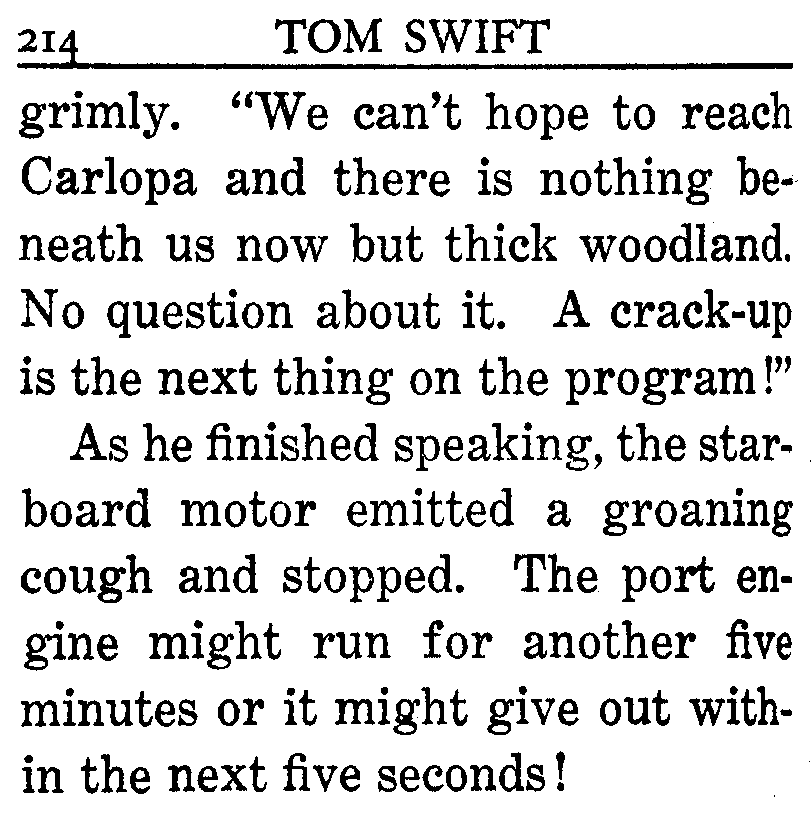 214 TOM SWIFT
grimly. “We can’t hope to reach
Carlopa and there is nothing be-
neath us now but thick woodland.
No question about it. A crack-up
is the next thing on the program!”
As he finished speaking, the star-
board motor emitted a groaning
cough and stopped. The port en-
gine might run for another five
minutes or it might give out with-
in the next five seconds!